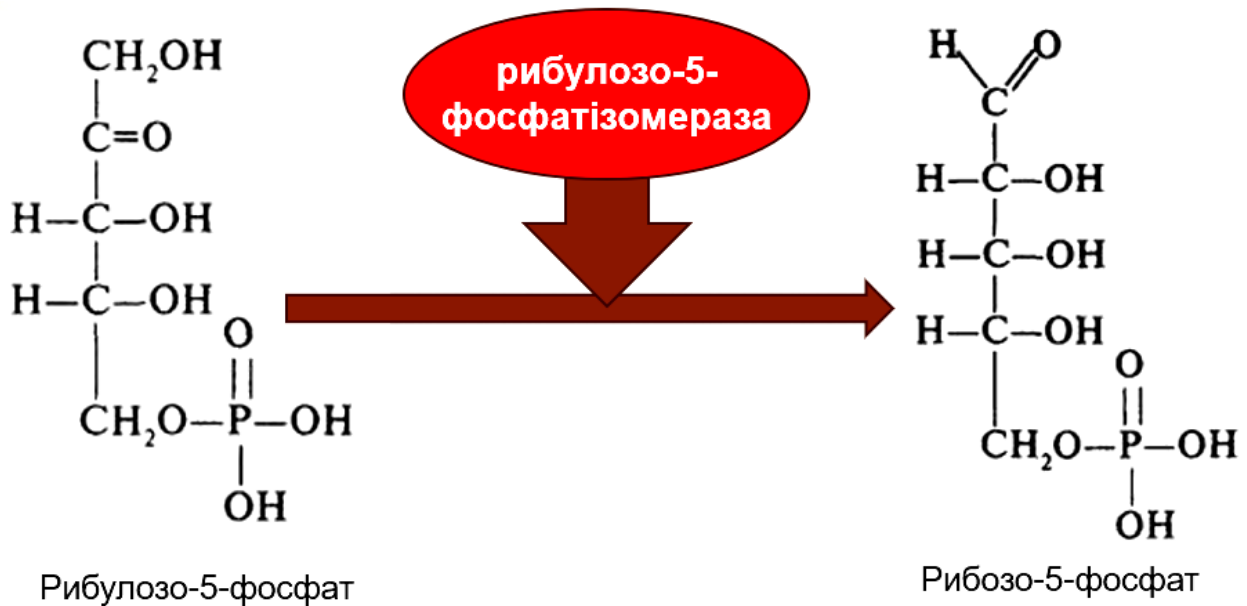 CH₂OH
C=O
H–C–OH
H–C–OH
O
CH₂O–P–OH
OH
Рибулозо-5-фосфат
рибулозо-5-
фосфатізомераза
H O
C
H–C–OH
H–C–OH
H–C–OH
O
CH₂O–P–OH
OH
Рибозо-5-фосфат